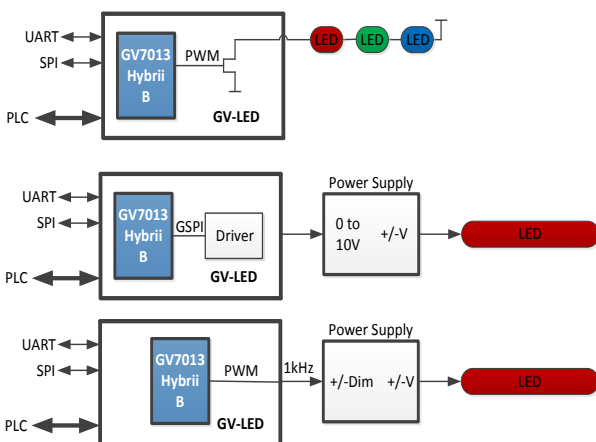 UART
SPI
PLC
GV7013
Hybrii
B
PWM
GV-LED
LED
LED
LED
UART
SPI
PLC
GV7013
Hybrii
B
GSPI
Driver
GV-LED
Power Supply
0 to
10V
+/-V
LED
UART
SPI
PLC
GV7013
Hybrii
B
PWM
GV-LED
1kHz
Power Supply
+/-Dim
+/-V
LED